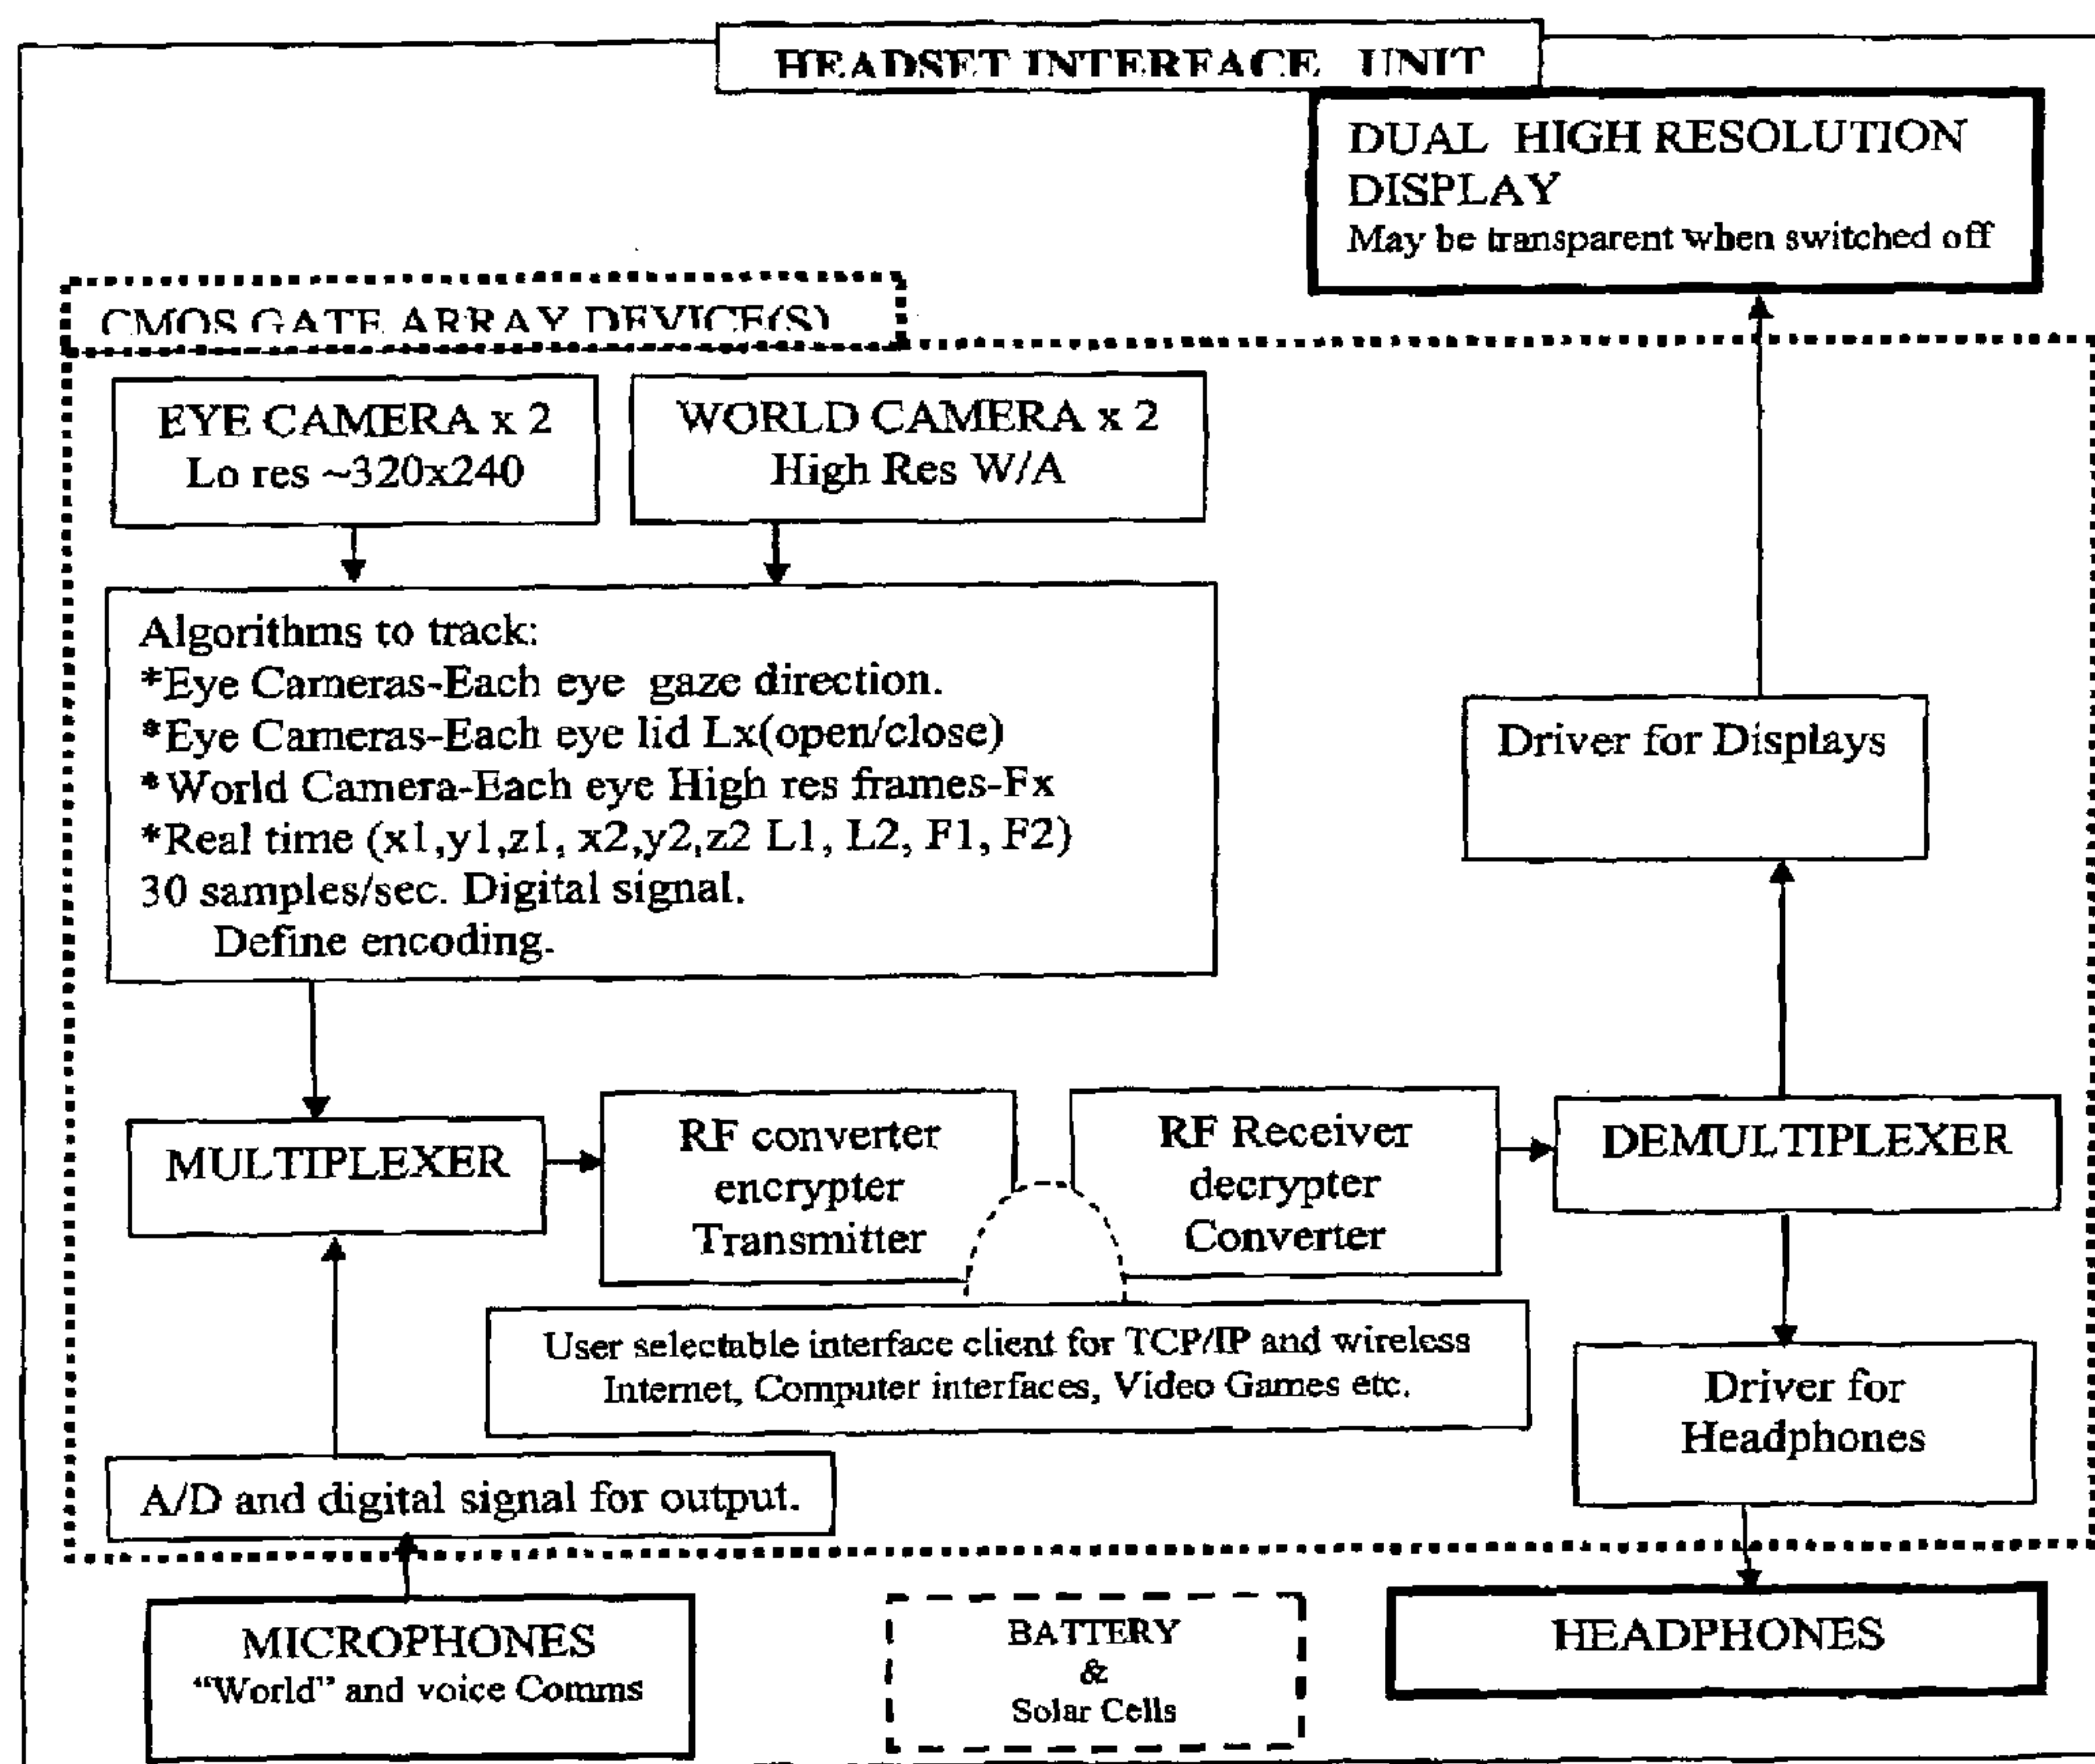 HEADSET INTERFACE UNIT
DUAL HIGH RESOLUTION
DISPLAY
May be transparent when switched off
CMOS GATE ARRAY DEVICE(S)
EYE CAMERA x 2
Lo res ~320x240
WORLD CAMERA x 2
High Res W/A
Algorithms to track:
*Eye Cameras-Each eye gaze direction.
*Eye Cameras-Each eye lid Lx(open/close)
*World Camera-Each eye High res frames-Fx
*Real time (x1,y1,z1, x2,y2,z2 L1, L2, F1, F2)
30 samples/sec. Digital signal.
Define encoding.
Driver for Displays
MULTIPLEXER
RF converter
encrypter
Transmitter
RF Receiver
decrypter
Converter
DEMULTIPLEXER
User selectable interface client for TCP/IP and wireless
Internet, Computer interfaces, Video Games etc.
Driver for
Headphones
A/D and digital signal for output.
MICROPHONES
“World” and voice Comms
BATTERY
&
Solar Cells
HEADPHONES